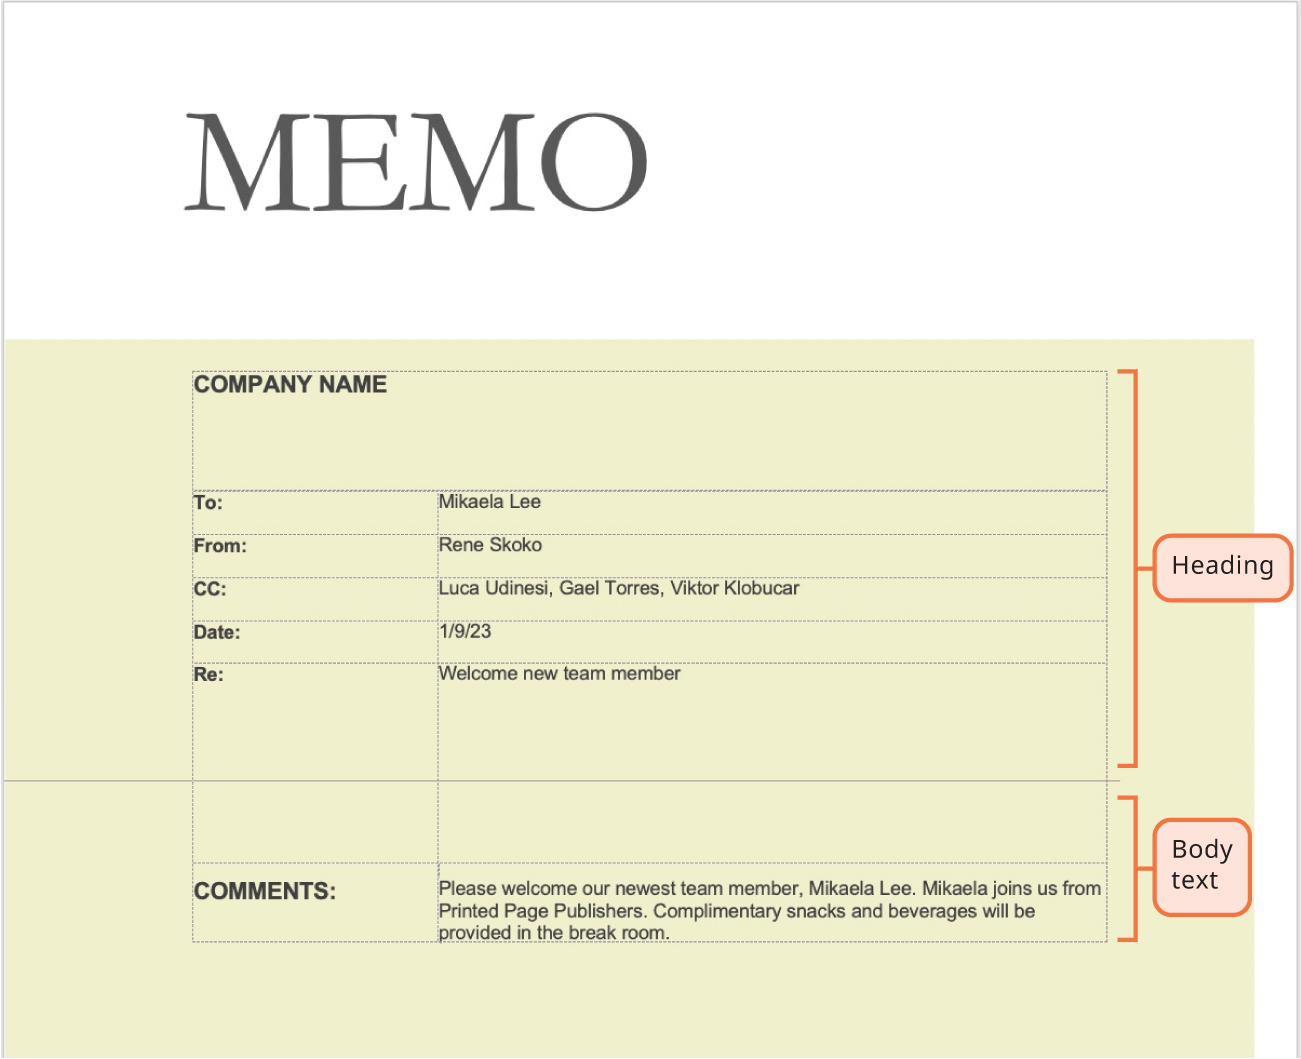 MEMO
COMPANY NAME
To: Mikaela Lee
From: Rene Skoko
CC: Luca Udinesi, Gael Torres, Viktor Klobucar
Date: 1/9/23
Re: Welcome new team member
Heading
COMMENTS: Please welcome our newest team member, Mikaela Lee. Mikaela joins us from
Printed Page Publishers. Complimentary snacks and beverages will be
provided in the break room.
Body
text